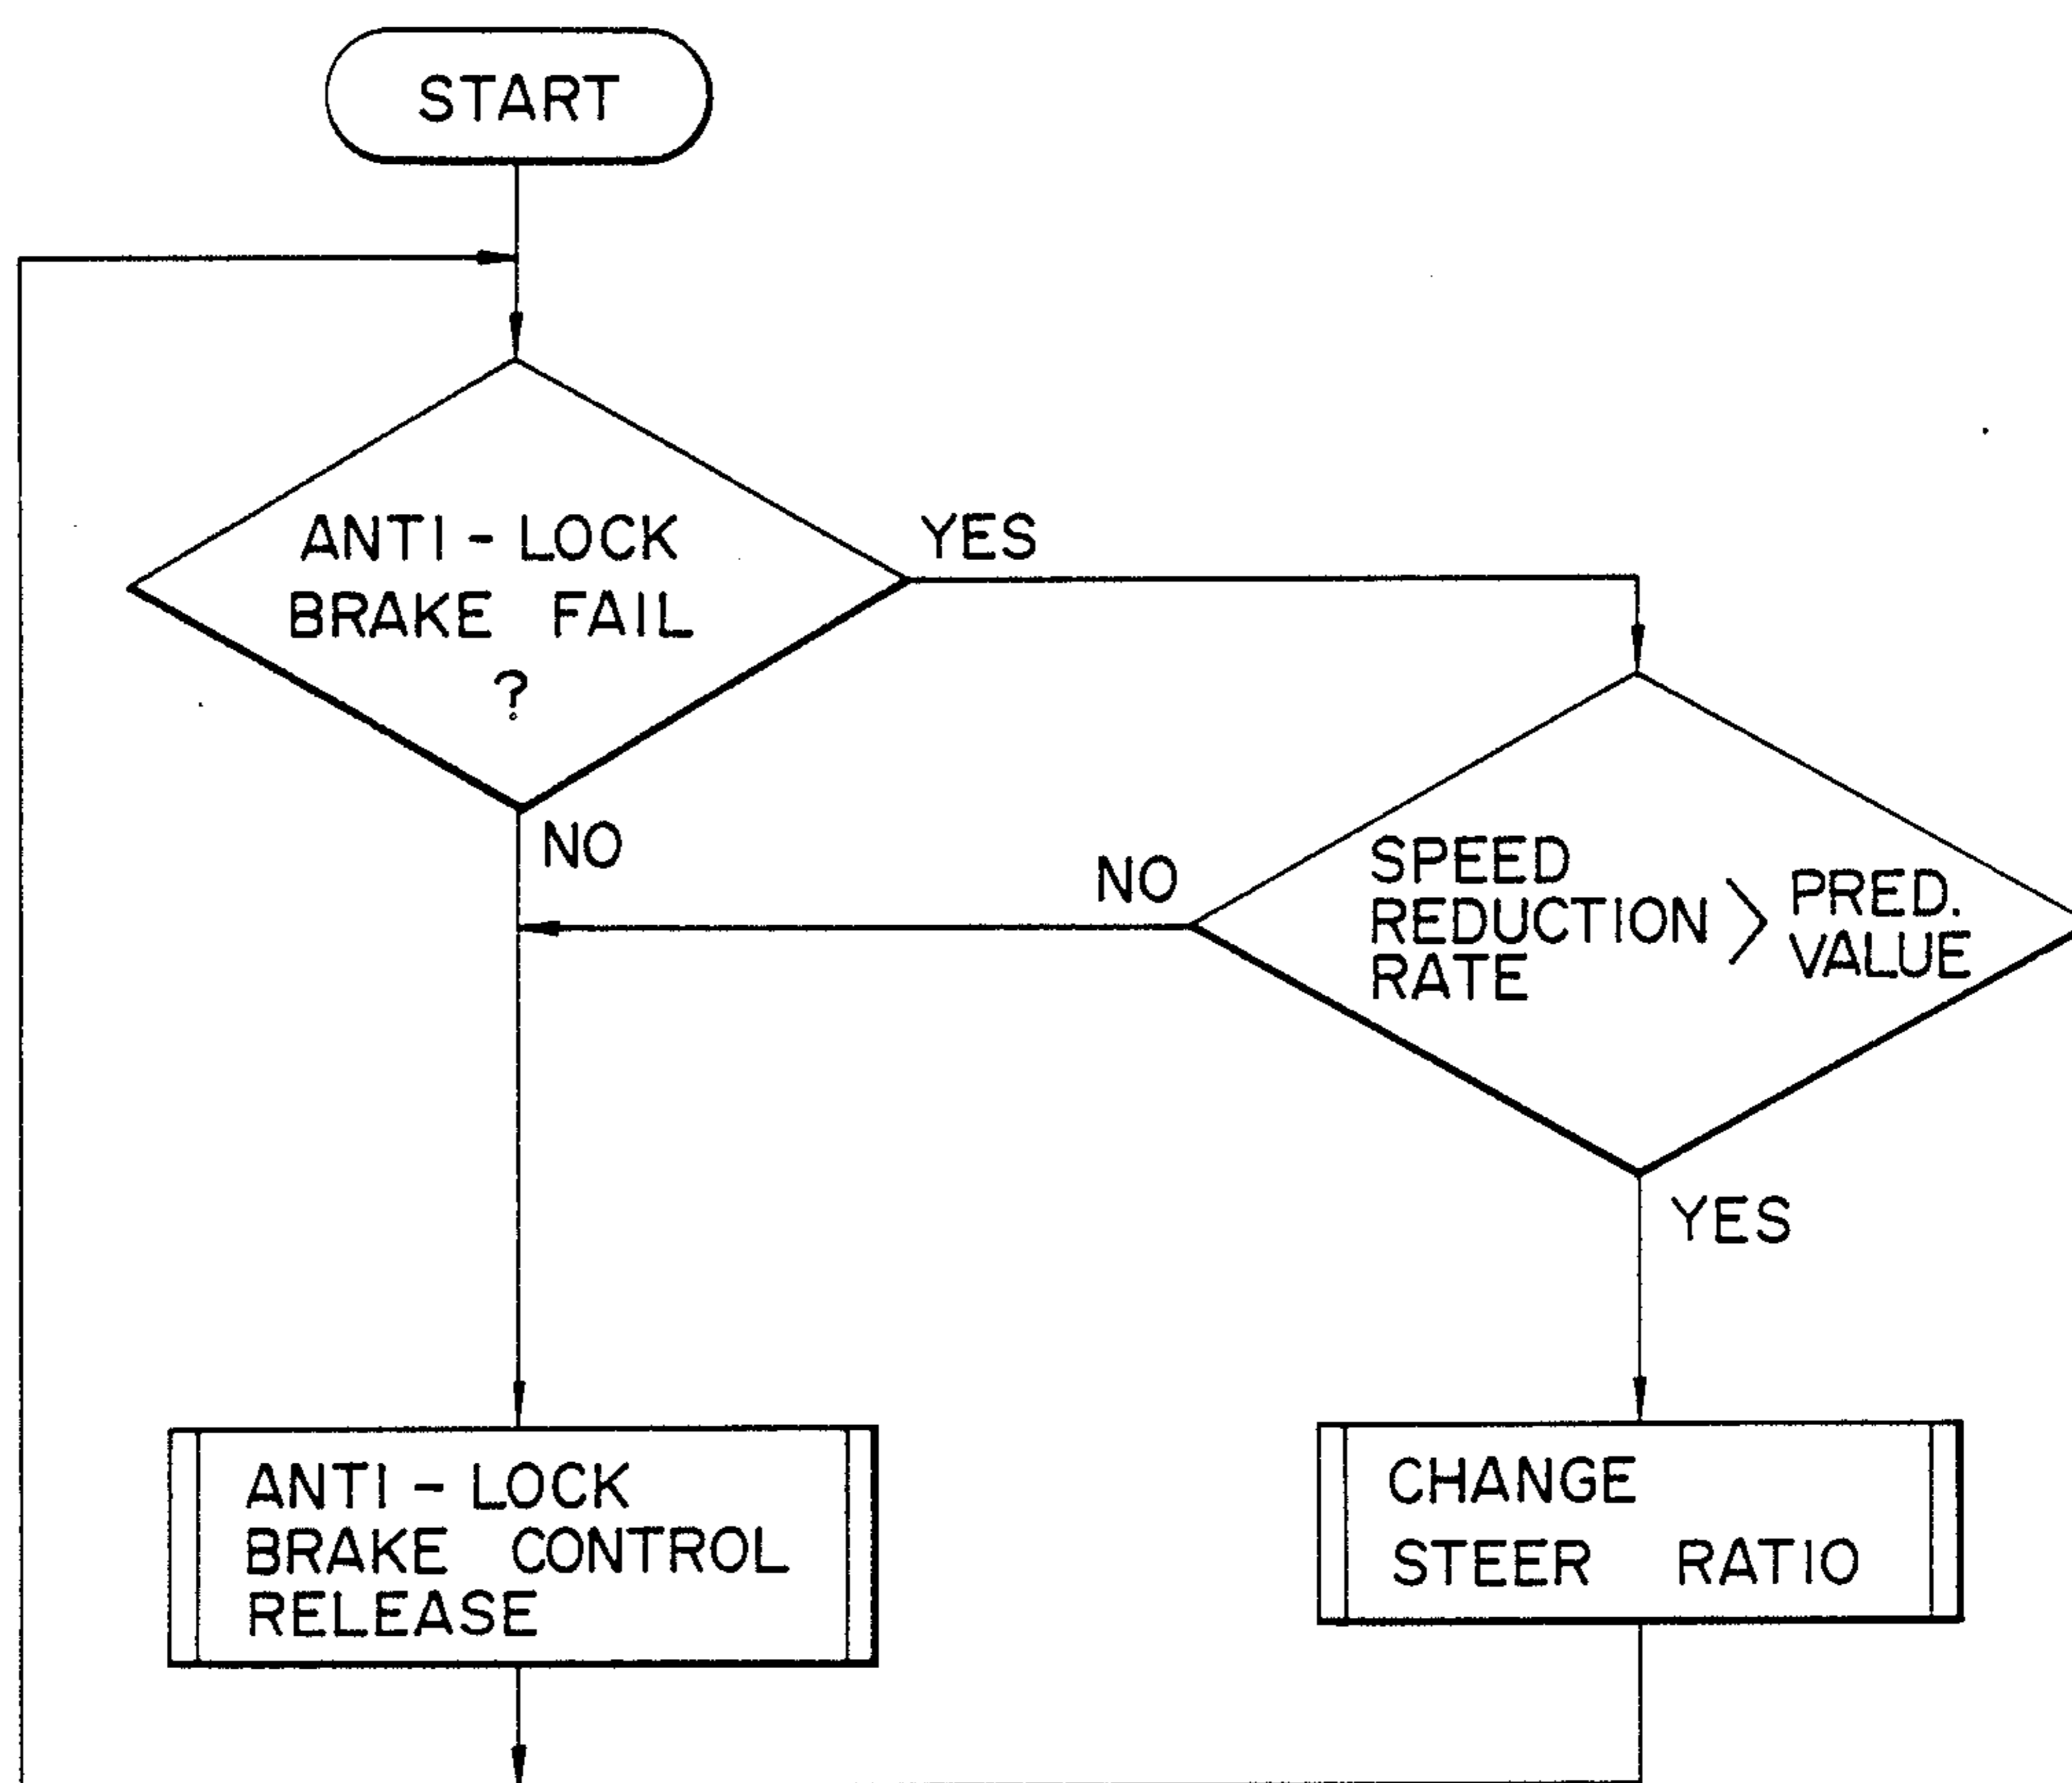 START
ANTI - LOCK
BRAKE FAIL
?
YES
NO
NO
SPEED
REDUCTION
RATE
>
PRED.
VALUE
YES
ANTI - LOCK
BRAKE CONTROL
RELEASE
CHANGE
STEER RATIO